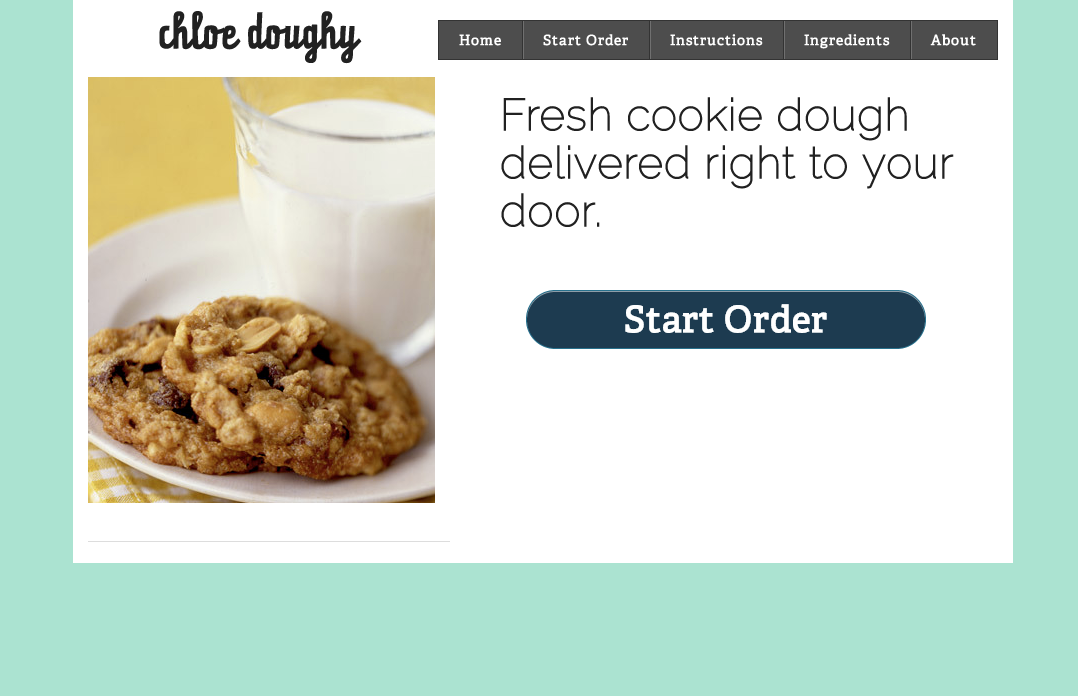 chloe doughy
Home Start Order Instructions Ingredients About
Fresh cookie dough
delivered right to your
door.
Start Order